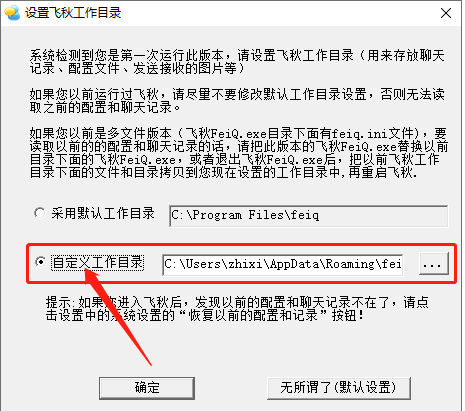 设置飞秋工作目录
系统检测到您是第一次运行此版本，请设置飞秋工作目录（用来存放聊天
记录、配置文件、发送接收的图片等）
如果您以前运行过飞秋，请尽量不要修改默认工作目录设置，否则无法读
取之前的配置和聊天记录。
如果您以前是多文件版本（飞秋FeiQ.exe目录下面有feiq.ini文件），要
读取以前的的配置和聊天记录的话，请把此版本的飞秋FeiQ.exe替换以前
目录下面的飞秋FeiQ.exe，或者退出飞秋FeiQ.exe后，把以前飞秋工作目
录下面的文件和目录拷贝到您现在设置的工作目录中,再重启飞秋.
采用默认工作目录 C:\Program Files\feiq
自定义工作目录 C:\Users\zhixi\AppData\Roaming\fei ...
提示:如果您进入飞秋后，发现以前的配置和聊天记录不在了，请点
击设置中的系统设置的“恢复以前的配置和记录”按钮！
确定 无所谓了(默认设置)